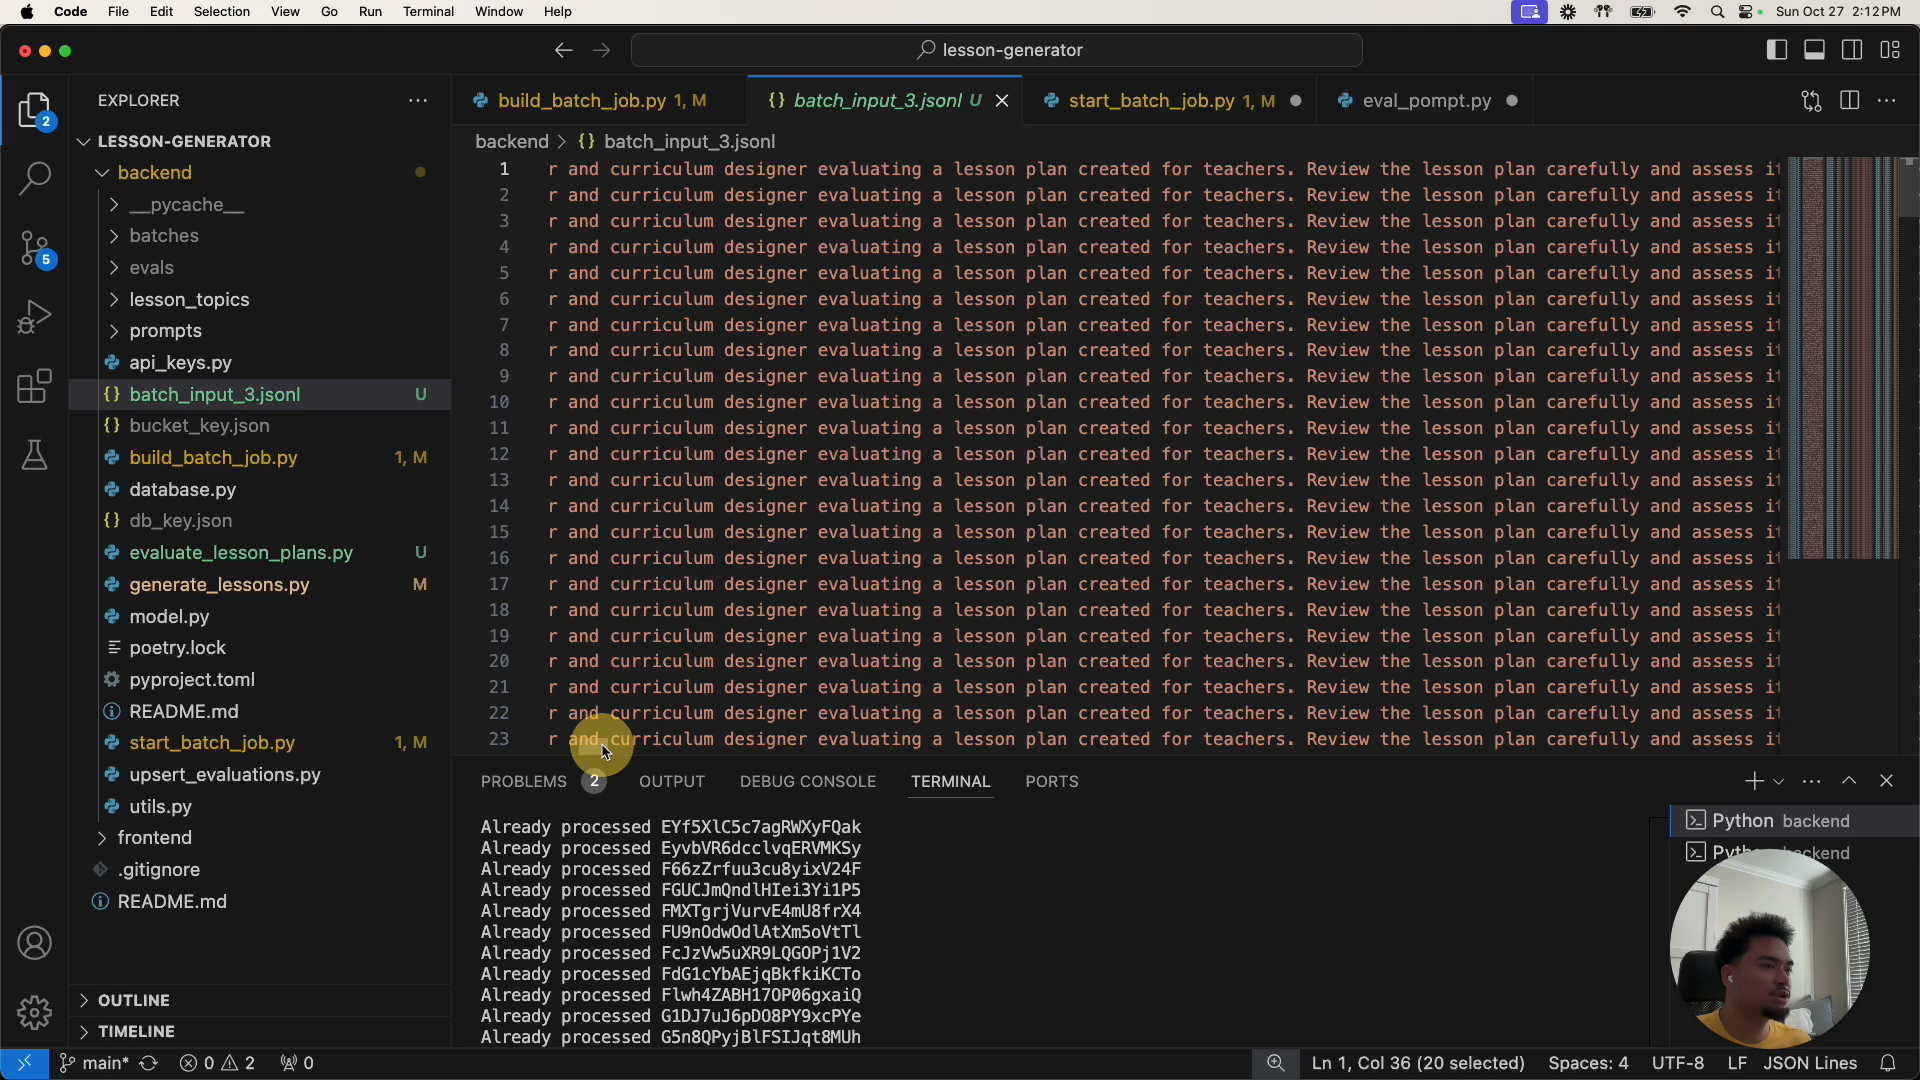 Code File Edit Selection View Go Run Terminal Window Help Sun Oct 27 2:12 PM
lesson-generator
EXPLORER
LESSON-GENERATOR
backend
__pycache__
batches
evals
lesson_topics
prompts
api_keys.py
batch_input_3.jsonl U
bucket_key.json
build_batch_job.py 1, M
database.py
db_key.json
evaluate_lesson_plans.py U
generate_lessons.py M
model.py
poetry.lock
pyproject.toml
README.md
start_batch_job.py 1, M
upsert_evaluations.py
utils.py
frontend
.gitignore
README.md
OUTLINE
TIMELINE
2
5
build_batch_job.py 1, M batch_input_3.jsonl U start_batch_job.py 1, M eval_pompt.py
backend > {} batch_input_3.jsonl
1 r and curriculum designer evaluating a lesson plan created for teachers. Review the lesson plan carefully and assess it
2 r and curriculum designer evaluating a lesson plan created for teachers. Review the lesson plan carefully and assess it
3 r and curriculum designer evaluating a lesson plan created for teachers. Review the lesson plan carefully and assess it
4 r and curriculum designer evaluating a lesson plan created for teachers. Review the lesson plan carefully and assess it
5 r and curriculum designer evaluating a lesson plan created for teachers. Review the lesson plan carefully and assess it
6 r and curriculum designer evaluating a lesson plan created for teachers. Review the lesson plan carefully and assess it
7 r and curriculum designer evaluating a lesson plan created for teachers. Review the lesson plan carefully and assess it
8 r and curriculum designer evaluating a lesson plan created for teachers. Review the lesson plan carefully and assess it
9 r and curriculum designer evaluating a lesson plan created for teachers. Review the lesson plan carefully and assess it
10 r and curriculum designer evaluating a lesson plan created for teachers. Review the lesson plan carefully and assess it
11 r and curriculum designer evaluating a lesson plan created for teachers. Review the lesson plan carefully and assess it
12 r and curriculum designer evaluating a lesson plan created for teachers. Review the lesson plan carefully and assess it
13 r and curriculum designer evaluating a lesson plan created for teachers. Review the lesson plan carefully and assess it
14 r and curriculum designer evaluating a lesson plan created for teachers. Review the lesson plan carefully and assess it
15 r and curriculum designer evaluating a lesson plan created for teachers. Review the lesson plan carefully and assess it
16 r and curriculum designer evaluating a lesson plan created for teachers. Review the lesson plan carefully and assess it
17 r and curriculum designer evaluating a lesson plan created for teachers. Review the lesson plan carefully and assess it
18 r and curriculum designer evaluating a lesson plan created for teachers. Review the lesson plan carefully and assess it
19 r and curriculum designer evaluating a lesson plan created for teachers. Review the lesson plan carefully and assess it
20 r and curriculum designer evaluating a lesson plan created for teachers. Review the lesson plan carefully and assess it
21 r and curriculum designer evaluating a lesson plan created for teachers. Review the lesson plan carefully and assess it
22 r and curriculum designer evaluating a lesson plan created for teachers. Review the lesson plan carefully and assess it
23 r and curriculum designer evaluating a lesson plan created for teachers. Review the lesson plan carefully and assess it
PROBLEMS 2 OUTPUT DEBUG CONSOLE TERMINAL PORTS
Already processed EYf5XlC5c7agRWXyFQak
Already processed EyvbVR6dcclvqERVMKSy
Already processed F66zZrfuu3cu8yixV24F
Already processed FGUCJmQndlHIei3Yi1P5
Already processed FMXTgrjVurvE4mU8frX4
Already processed FU9nOdwOdlAtXm5oVtTl
Already processed FcJzVw5uXR9LQGOPj1V2
Already processed FdG1cYbAEjqBkfkiKCTo
Already processed Flwh4ZABH17OP06gxaiQ
Already processed G1DJ7uJ6pDO8PY9xcPYe
Already processed G5n8QPyjBlFSIJqt8MUh
Python backend
main* 0 2 0 Ln 1, Col 36 (20 selected) Spaces: 4 UTF-8 LF JSON Lines